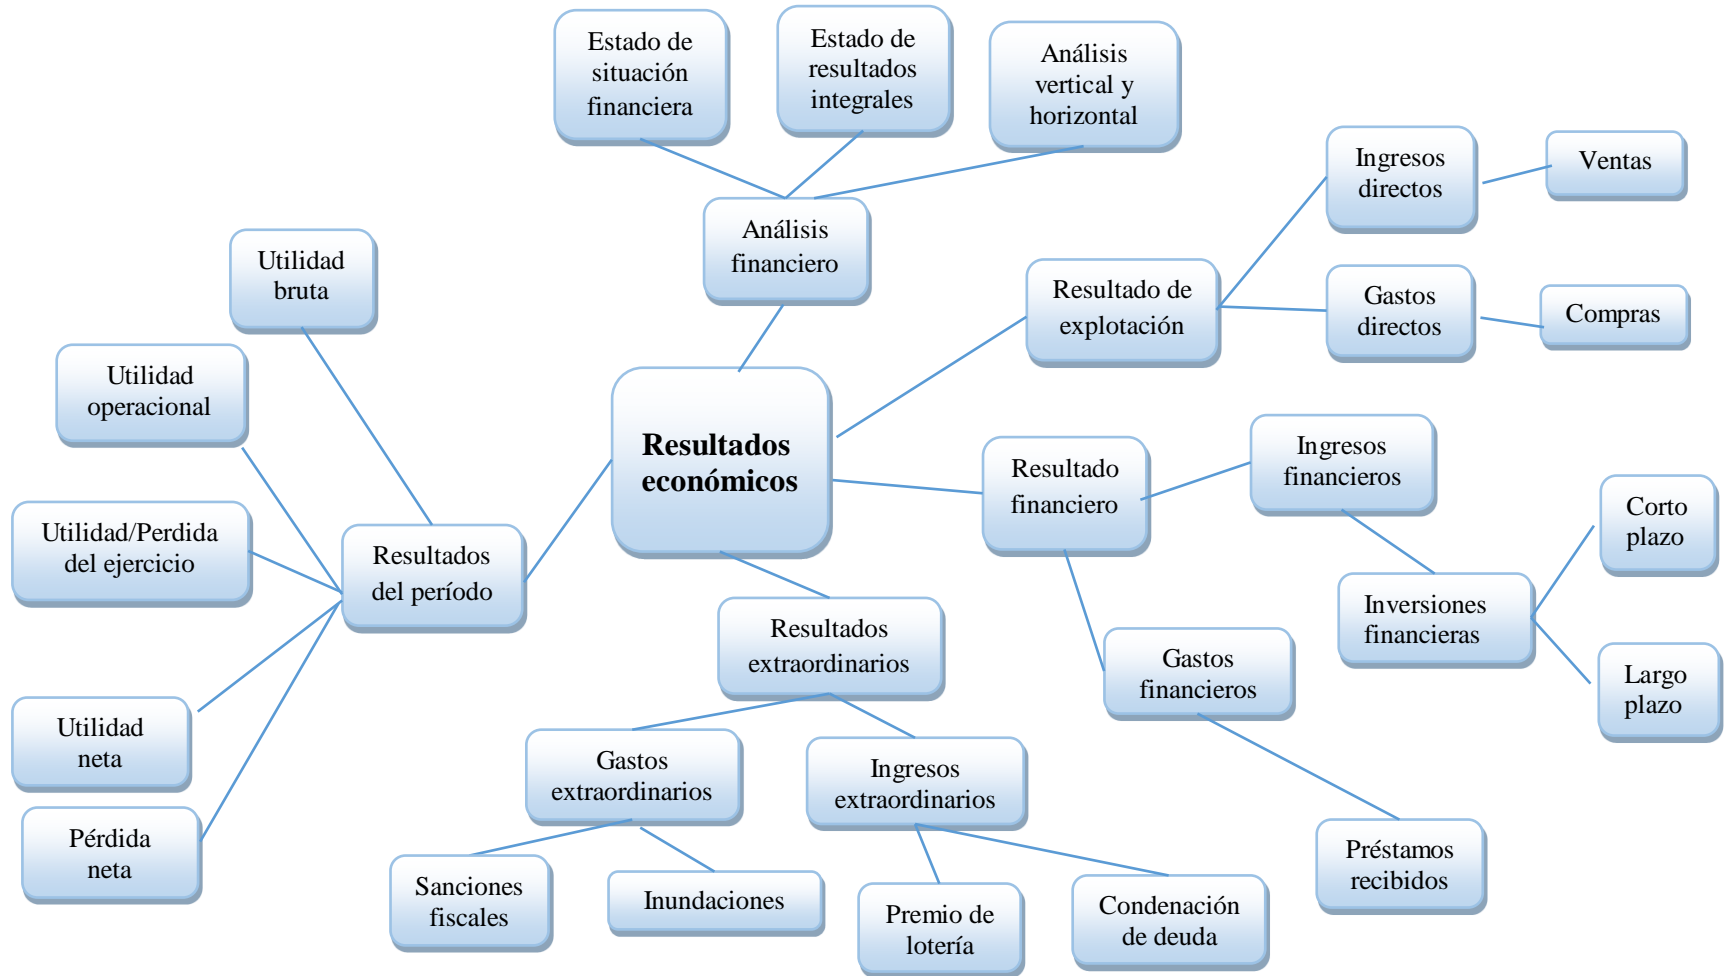 Estado de
situación
financiera
Estado de
resultados
integrales
Análisis
vertical y
horizontal
Ingresos
directos
Ventas
Análisis
financiero
Utilidad
bruta
Resultado de
explotación
Gastos
directos
Compras
Utilidad
operacional
Resultados
económicos
Resultado
financiero
Ingresos
financieros
Corto
plazo
Utilidad/Perdida
del ejercicio
Resultados
del período
Inversiones
financieras
Resultados
extraordinarios
Gastos
financieros
Largo
plazo
Utilidad
neta
Gastos
extraordinarios
Ingresos
extraordinarios
Pérdida
neta
Préstamos
recibidos
Sanciones
fiscales
Inundaciones
Premio de
lotería
Condenación
de deuda